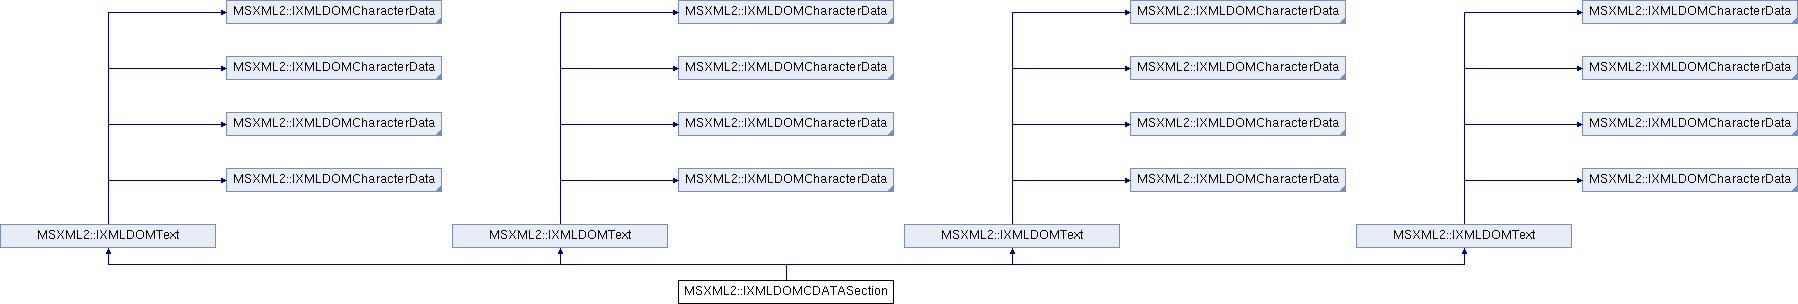 MSXML2::IXMLDOMCharacterData MSXML2::IXMLDOMCharacterData MSXML2::IXMLDOMCharacterData MSXML2::IXMLDOMCharacterData
MSXML2::IXMLDOMCharacterData MSXML2::IXMLDOMCharacterData MSXML2::IXMLDOMCharacterData MSXML2::IXMLDOMCharacterData
MSXML2::IXMLDOMCharacterData MSXML2::IXMLDOMCharacterData MSXML2::IXMLDOMCharacterData MSXML2::IXMLDOMCharacterData
MSXML2::IXMLDOMCharacterData MSXML2::IXMLDOMCharacterData MSXML2::IXMLDOMCharacterData MSXML2::IXMLDOMCharacterData
MSXML2::IXMLDOMText MSXML2::IXMLDOMText MSXML2::IXMLDOMText MSXML2::IXMLDOMText
MSXML2::IXMLDOMCDATASection